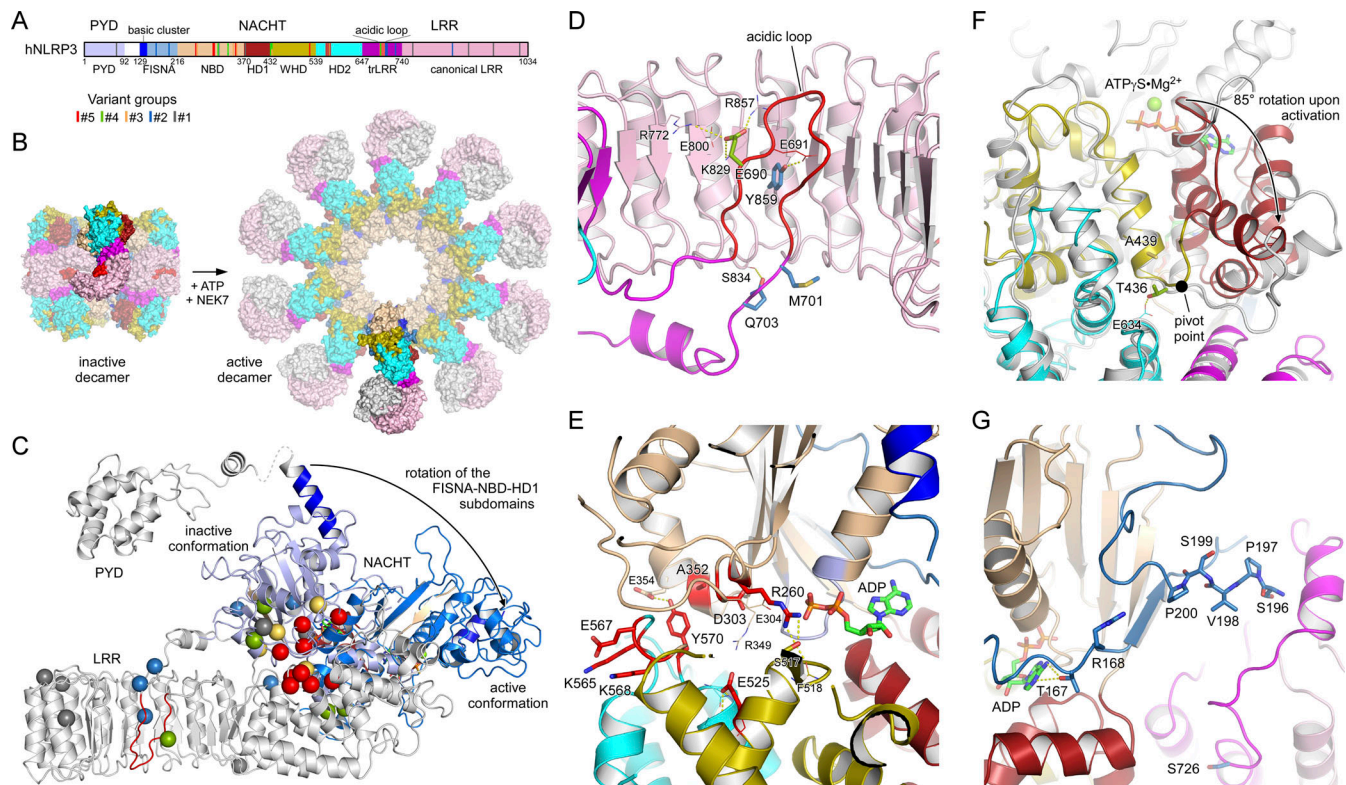 A
PYD
NACHT
LRR
basic cluster
acidic loop
hNLRP3
1
92
129
216
370
432
539
647
740
1034
PYD
FISNA
NBD
HD1
WHD
HD2
trLRR
canonical LRR
Variant groups
#5 #4 #3 #2 #1
B
+ ATP
+ NEK7
inactive
decamer
active
decamer
C
rotation of the
FISNA-NBD-HD1
subdomains
inactive
conformation
PYD
NACHT
LRR
active
conformation
D
acidic loop
R857
R772
E800
E691
K829
E690
Y859
S834
M701
Q703
E
A352
E354
R260
ADP
D303
E304
E567
Y570
R349
S517
K565
K568
E525
F518
F
ATPγS•Mg2+
85° rotation upon
activation
A439
T436
E634
pivot
point
G
S199
P197
P200
S196
V198
R168
T167
ADP
S726